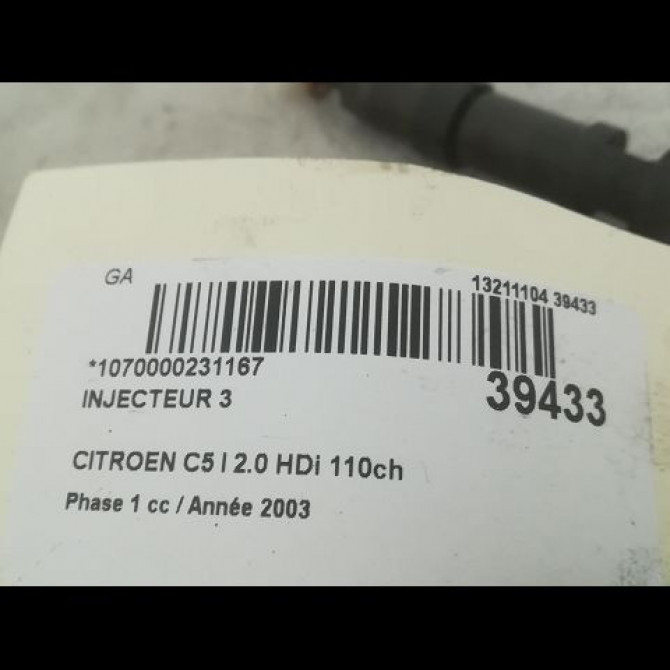 GA
13211104 39433
*1070000231167
39433
INJECTEUR 3
CITROEN C5 I 2.0 HDi 110ch
Phase 1 cc / Année 2003